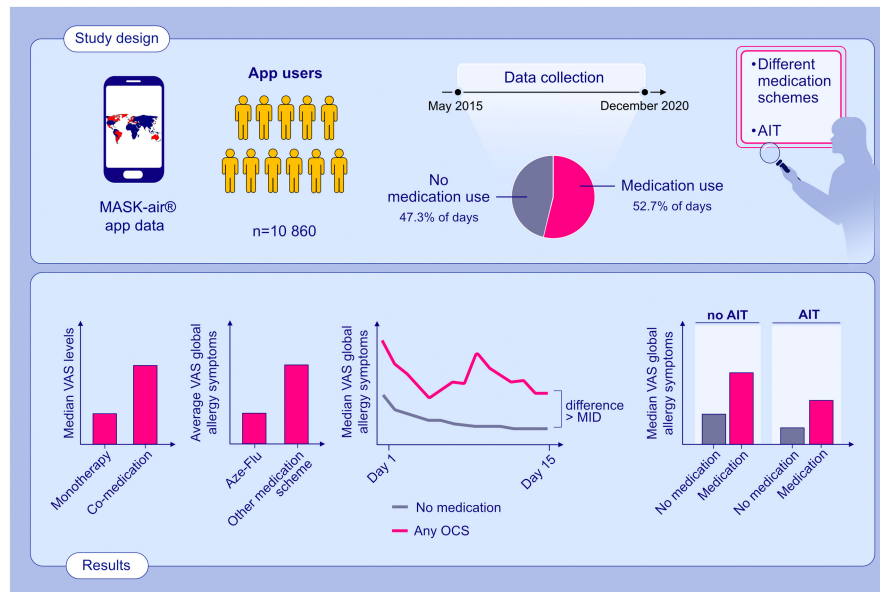 Study design
App users
MASK-air®
app data
n=10 860
Data collection
May 2015
December 2020
No
medication use
47.3% of days
Medication use
52.7% of days
•Different
medication
schemes
•AIT
Median VAS levels
Monotherapy
Co-medication
Average VAS global
allergy symptoms
Aze-Flu
Other medication
scheme
Median VAS global
allergy symptoms
Day 1
Day 15
difference
> MID
No medication
Any OCS
Median VAS global
allergy symptoms
no AIT
AIT
No medication
Medication
No medication
Medication
Results